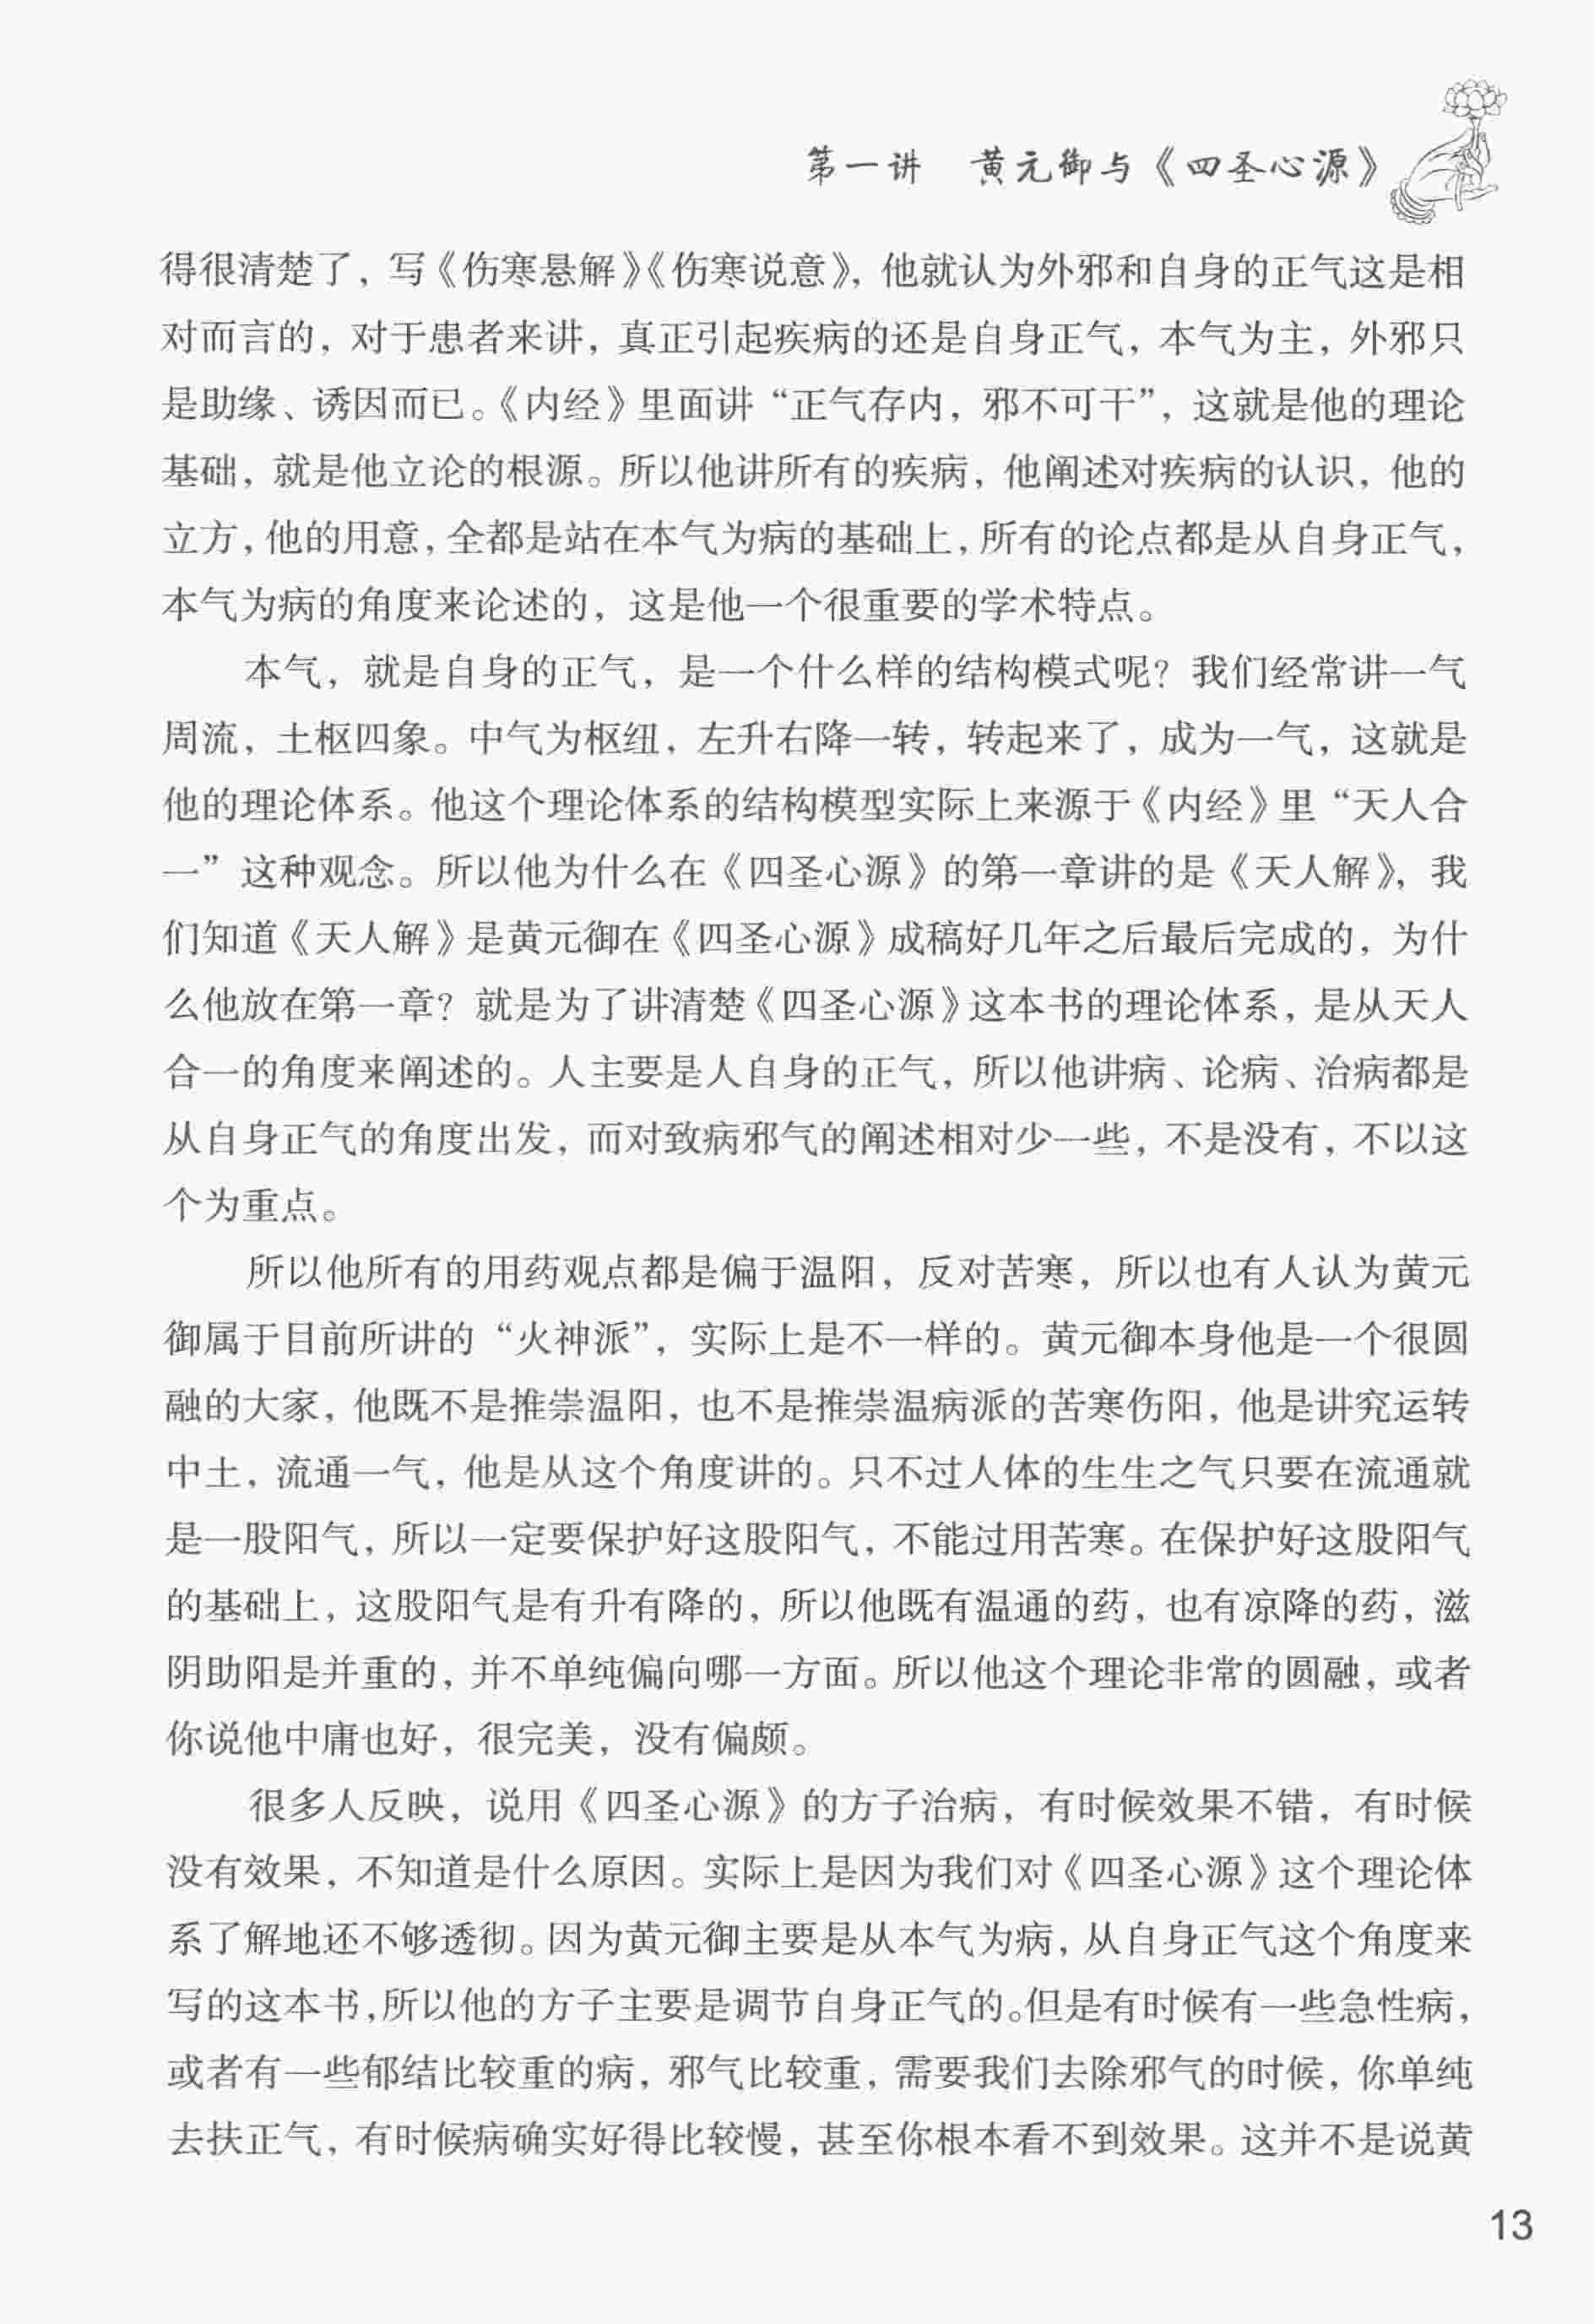 第一讲 黄元御与《四圣心源》
得很清楚了，写《伤寒悬解》《伤寒说意》，他就认为外邪和自身的正气这是相
对而言的，对于患者来讲，真正引起疾病的还是自身正气，本气为主，外邪只
是助缘、诱因而已。《内经》里面讲“正气存内，邪不可干”，这就是他的理论
基础，就是他立论的根源。所以他讲所有的疾病，他阐述对疾病的认识，他的
立方，他的用意，全都是站在本气为病的基础上，所有的论点都是从自身正气，
本气为病的角度来论述的，这是他一个很重要的学术特点。
本气，就是自身的正气，是一个什么样的结构模式呢？我们经常讲一气
周流，土枢四象。中气为枢纽，左升右降一转，转起来了，成为一气，这就是
他的理论体系。他这个理论体系的结构模型实际上来源于《内经》里“天人合
一”这种观念。所以他为什么在《四圣心源》的第一章讲的是《天人解》，我
们知道《天人解》是黄元御在《四圣心源》成稿好几年之后最后完成的，为什
么他放在第一章？就是为了讲清楚《四圣心源》这本书的理论体系，是从天人
合一的角度来阐述的。人主要是人自身的正气，所以他讲病、论病、治病都是
从自身正气的角度出发，而对致病邪气的阐述相对少一些，不是没有，不以这
个为重点。
所以他所有的用药观点都是偏于温阳，反对苦寒，所以也有人认为黄元
御属于目前所讲的“火神派”，实际上是不一样的。黄元御本身他是一个很圆
融的大家，他既不是推崇温阳，也不是推崇温病派的苦寒伤阳，他是讲究运转
中土，流通一气，他是从这个角度讲的。只不过人体的生生之气只要在流通就
是一股阳气，所以一定要保护好这股阳气，不能过用苦寒。在保护好这股阳气
的基础上，这股阳气是有升有降的，所以他既有温通的药，也有凉降的药，滋
阴助阳是并重的，并不单纯偏向哪一方面。所以他这个理论非常的圆融，或者
你说他中庸也好，很完美，没有偏颇。
很多人反映，说用《四圣心源》的方子治病，有时候效果不错，有时候
没有效果，不知道是什么原因。实际上是因为我们对《四圣心源》这个理论体
系了解地还不够透彻。因为黄元御主要是从本气为病，从自身正气这个角度来
写的这本书，所以他的方子主要是调节自身正气的。但是有时候有一些急性病，
或者有一些郁结比较重的病，邪气比较重，需要我们去除邪气的时候，你单纯
去扶正气，有时候病确实好得比较慢，甚至你根本看不到效果。这并不是说黄
13